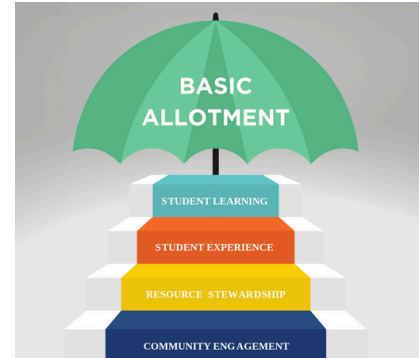 BASIC
ALLOTMENT
STUDENT LEARNING
STUDENT EXPERIENCE
RESOURCE STEWARDSHIP
COMMUNITY ENGAGEMENT